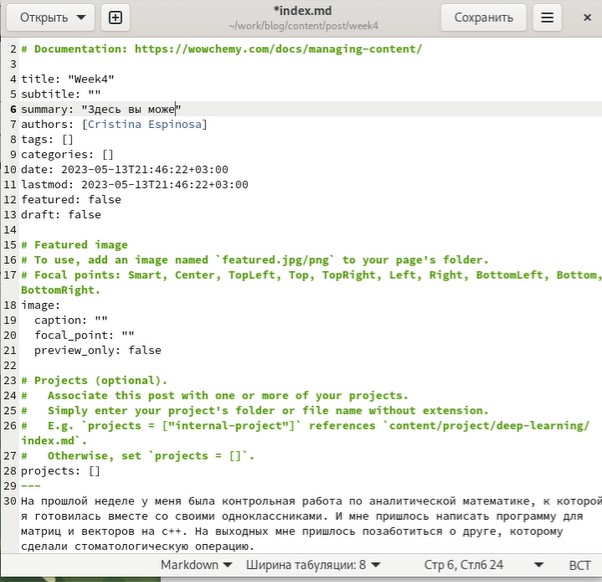 Открыть
*index.md
~/work/blog/content/post/week4
Сохранить
2 # Documentation: https://wowchemy.com/docs/managing-content/
3
4 title: "Week4"
5 subtitle: ""
6 summary: "Здесь вы може"
7 authors: [Cristina Espinosa]
8 tags: []
9 categories: []
10 date: 2023-05-13T21:46:22+03:00
11 lastmod: 2023-05-13T21:46:22+03:00
12 featured: false
13 draft: false
14
15 # Featured image
16 # To use, add an image named `featured.jpg/png` to your page's folder.
17 # Focal points: Smart, Center, TopLeft, Top, TopRight, Left, Right, BottomLeft, Bottom,
BottomRight.
18 image:
19 caption: ""
20 focal_point: ""
21 preview_only: false
22
23 # Projects (optional).
24 # Associate this post with one or more of your projects.
25 # Simply enter your project's folder or file name without extension.
26 # E.g. `projects = ["internal-project"]` references `content/project/deep-learning/
index.md`.
27 # Otherwise, set `projects = []`.
28 projects: []
29 ---
30 На прошлой неделе у меня была контрольная работа по аналитической математике, к которой
я готовилась вместе со своими одноклассниками. И мне пришлось написать программу для
матриц и векторов на с++. На выходных мне пришлось позаботиться о друге, которому
сделали стоматологическую операцию.
Markdown
Ширина табуляции: 8
Стр 6, Стлб 24
ВСТ